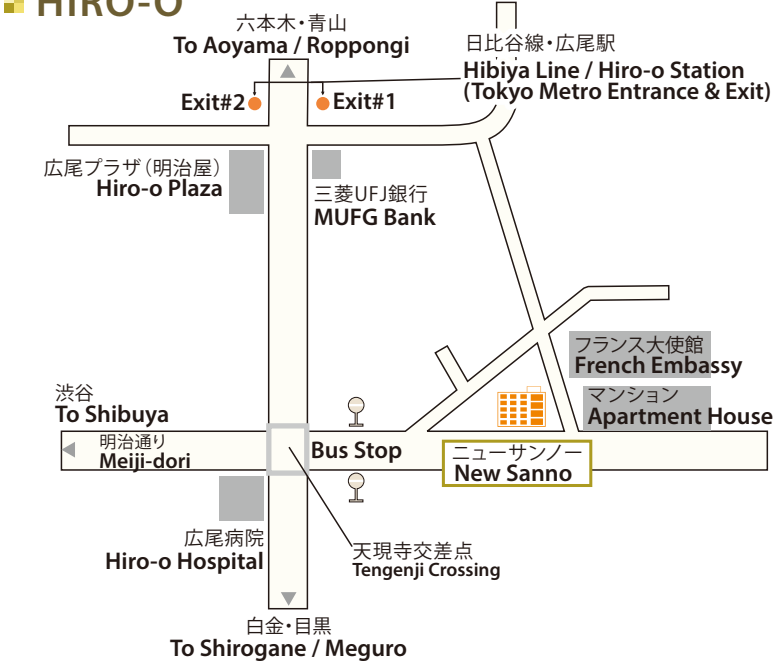 HIRO-O
六本木・青山
To Aoyama / Roppongi
日比谷線・広尾駅
Hibiya Line / Hiro-o Station
(Tokyo Metro Entrance & Exit)
Exit#2
Exit#1
広尾プラザ（明治屋）
Hiro-o Plaza
三菱UFJ銀行
MUFG Bank
フランス大使館
French Embassy
マンション
Apartment House
渋谷
To Shibuya
明治通り
Meiji-dori
Bus Stop
ニューサンノー
New Sanno
広尾病院
Hiro-o Hospital
天現寺交差点
Tengenji Crossing
白金・目黒
To Shirogane / Meguro